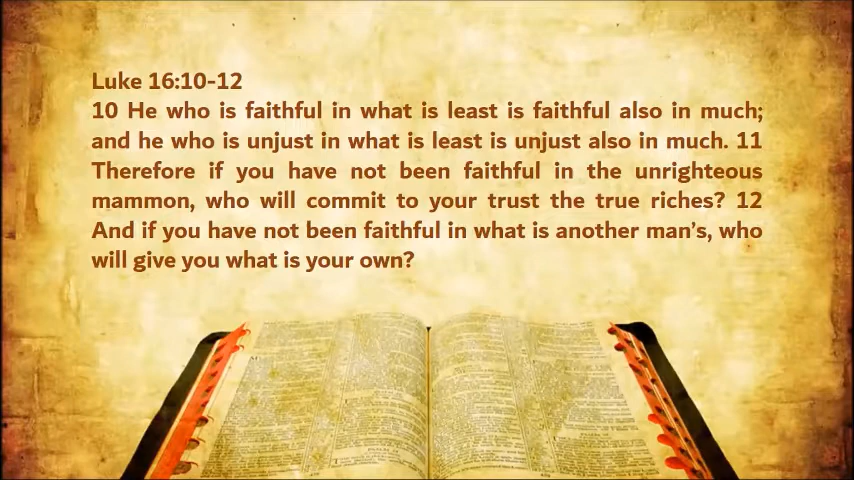 Luke 16:10-12
10 He who is faithful in what is least is faithful also in much;
and he who is unjust in what is least is unjust also in much. 11
Therefore if you have not been faithful in the unrighteous
mammon, who will commit to your trust the true riches? 12
And if you have not been faithful in what is another man’s, who
will give you what is your own?